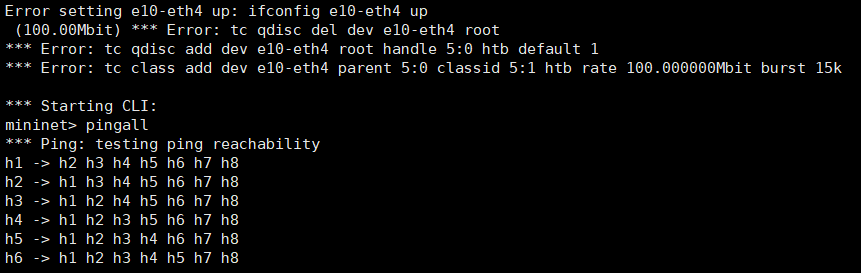 Error setting e10-eth4 up: ifconfig e10-eth4 up
(100.00Mbit) *** Error: tc qdisc del dev e10-eth4 root
*** Error: tc qdisc add dev e10-eth4 root handle 5:0 htb default 1
*** Error: tc class add dev e10-eth4 parent 5:0 classid 5:1 htb rate 100.000000Mbit burst 15k
*** Starting CLI:
mininet> pingall
*** Ping: testing ping reachability
h1 -> h2 h3 h4 h5 h6 h7 h8
h2 -> h1 h3 h4 h5 h6 h7 h8
h3 -> h1 h2 h4 h5 h6 h7 h8
h4 -> h1 h2 h3 h5 h6 h7 h8
h5 -> h1 h2 h3 h4 h6 h7 h8
h6 -> h1 h2 h3 h4 h5 h7 h8